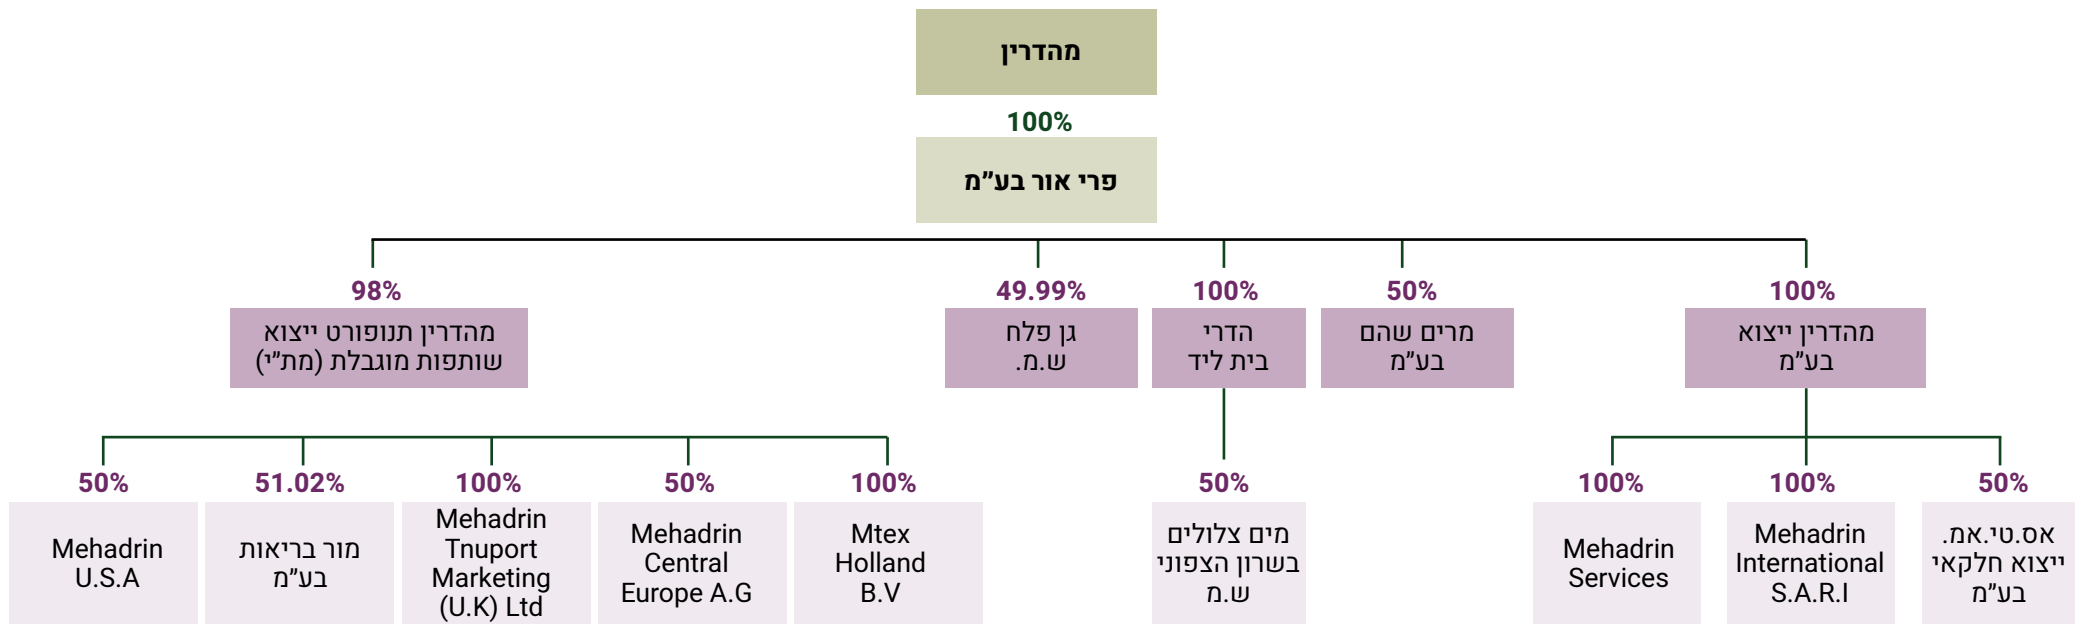 מהדרין
100%
פרי אור בע״מ
100%
מהדרין ייצוא
בע״מ
50%
מרים שהם
בע״מ
100%
הדרי
בית ליד
49.99%
גן פלח
ש.מ.
98%
מהדרין תנופורט ייצוא
שותפות מוגבלת (מת״י)
50%
אס.טי.אמ.
ייצוא חלקאי
בע״מ
100%
Mehadrin
International
S.A.R.I
100%
Mehadrin
Services
50%
מים צלולים
בשרון הצפוני
ש.מ
100%
Mtex
Holland
B.V
50%
Mehadrin
Central
Europe A.G
100%
Mehadrin
Tnuport
Marketing
(U.K) Ltd
51.02%
מור בריאות
בע״מ
50%
Mehadrin
U.S.A